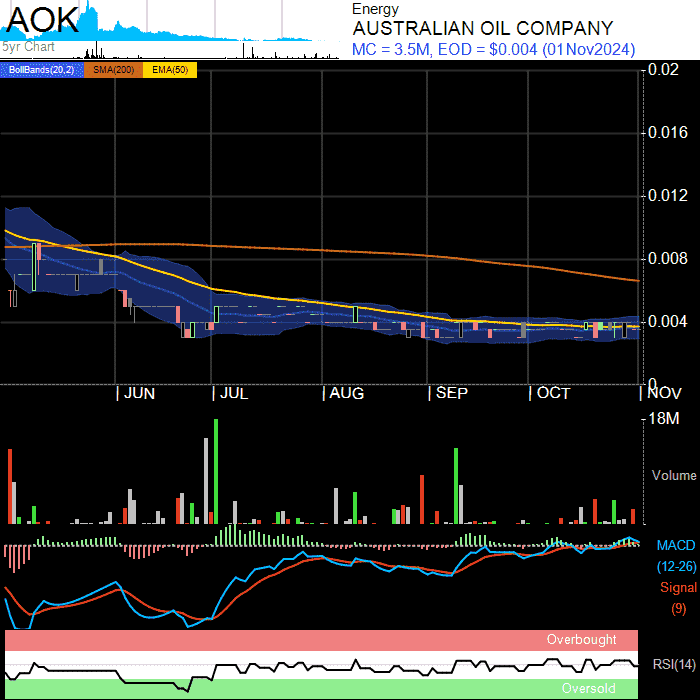 AOK
5yr Chart
Energy
AUSTRALIAN OIL COMPANY
MC = 3.5M, EOD = $0.004 (01Nov2024)
BollBands(20,2) SMA(200) EMA(50)
0.02
0.016
0.012
0.008
0.004
0
JUN JUL AUG SEP OCT NOV
18M
Volume
MACD
(12-26)
Signal
(9)
Overbought
RSI(14)
Oversold